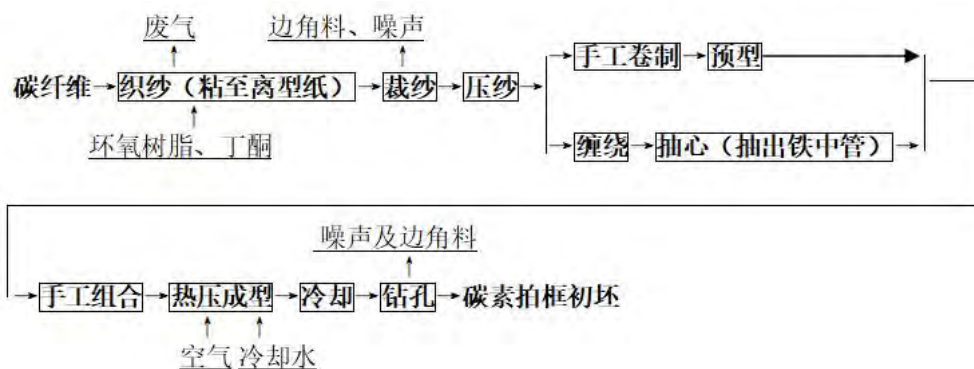 废气
边角料、噪声
手工卷制 预型
碳纤维 织纱（粘至离型纸） 裁纱 压纱
环氧树脂、丁酮
缠绕 抽心（抽出铁中管）
噪声及边角料
手工组合 热压成型 冷却 钻孔 碳素拍框初坯
空气 冷却水